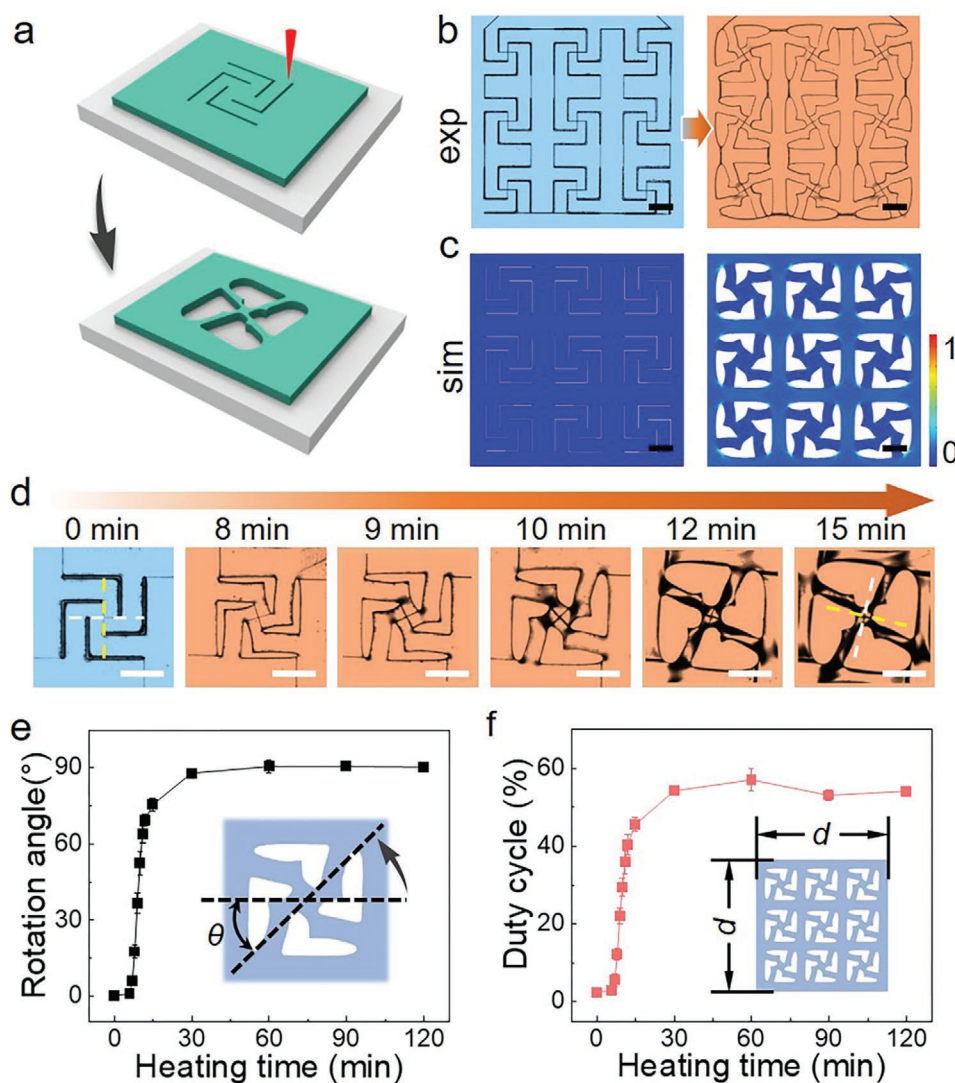 a
b
exp
c
sim
1
0
d
0 min
8 min
9 min
10 min
12 min
15 min
e
Rotation angle(°)
90
60
30
0
θ
0
30
60
90
120
Heating time (min)
f
Duty cycle (%)
60
40
20
0
d
d
0
30
60
90
120
Heating time (min)